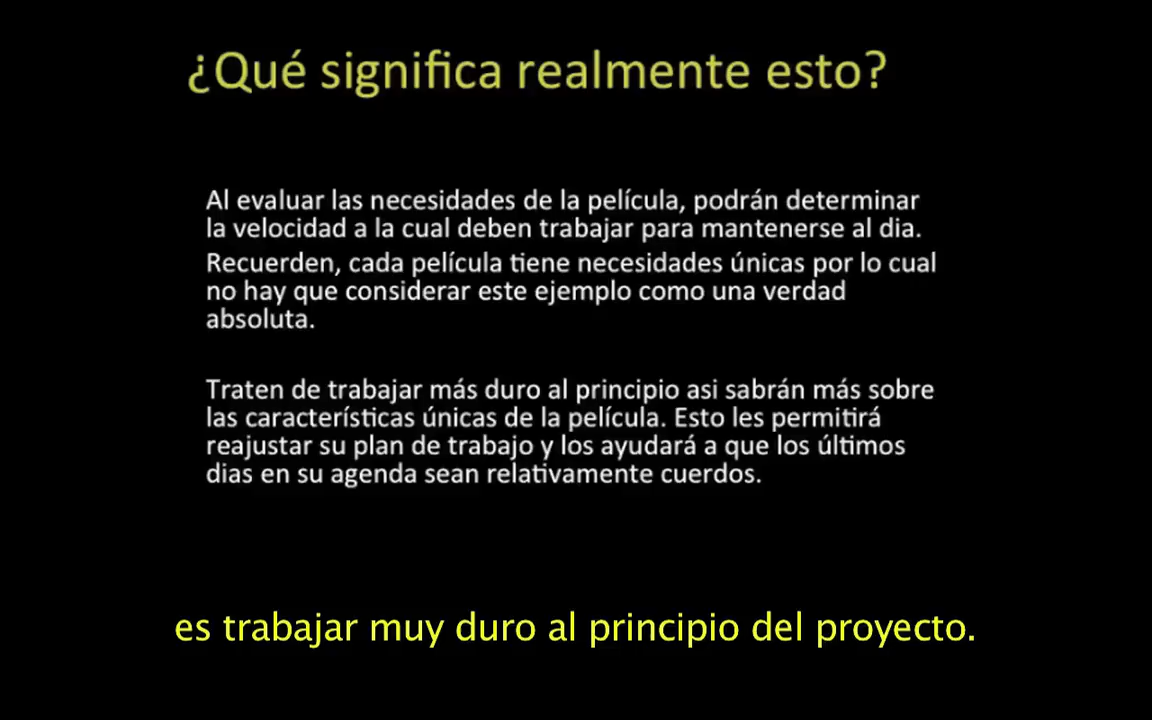 ¿Qué significa realmente esto?
Al evaluar las necesidades de la película, podrán determinar
la velocidad a la cual deben trabajar para mantenerse al dia.
Recuerden, cada película tiene necesidades únicas por lo cual
no hay que considerar este ejemplo como una verdad
absoluta.
Traten de trabajar más duro al principio asi sabrán más sobre
las características únicas de la película. Esto les permitirá
reajustar su plan de trabajo y los ayudará a que los últimos
dias en su agenda sean relativamente cuerdos.
es trabajar muy duro al principio del proyecto.